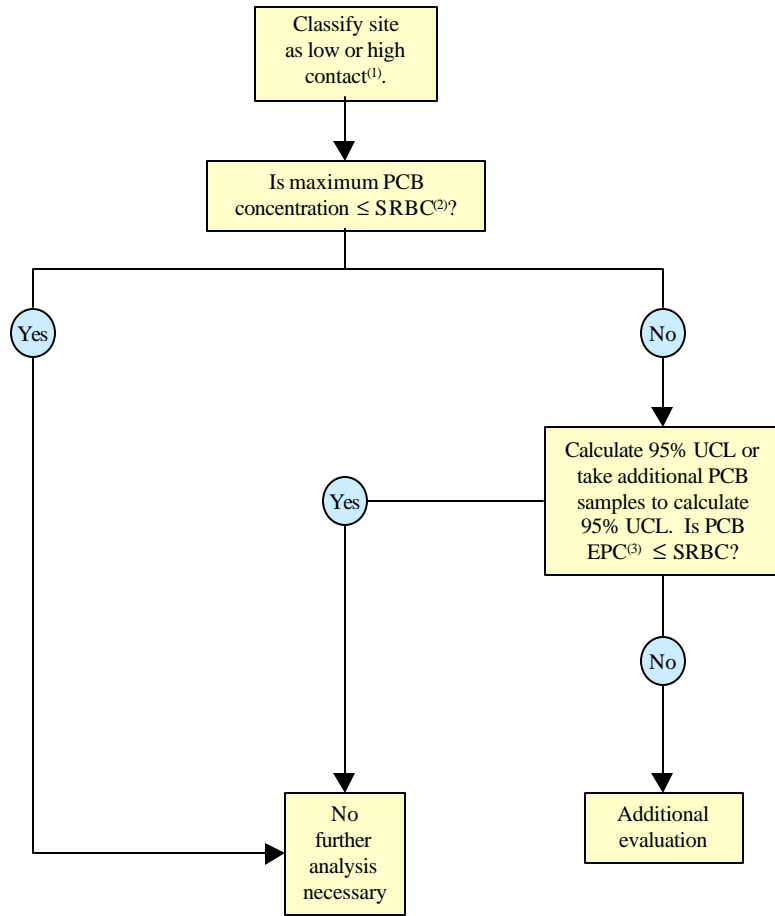 Classify site
as low or high
contact(1).
Is maximum PCB
concentration ≤ SRBC(2)?
Yes
No
Calculate 95% UCL or
take additional PCB
samples to calculate
95% UCL. Is PCB
EPC(3) ≤ SRBC?
Yes
No
No
further
analysis
necessary
Additional
evaluation